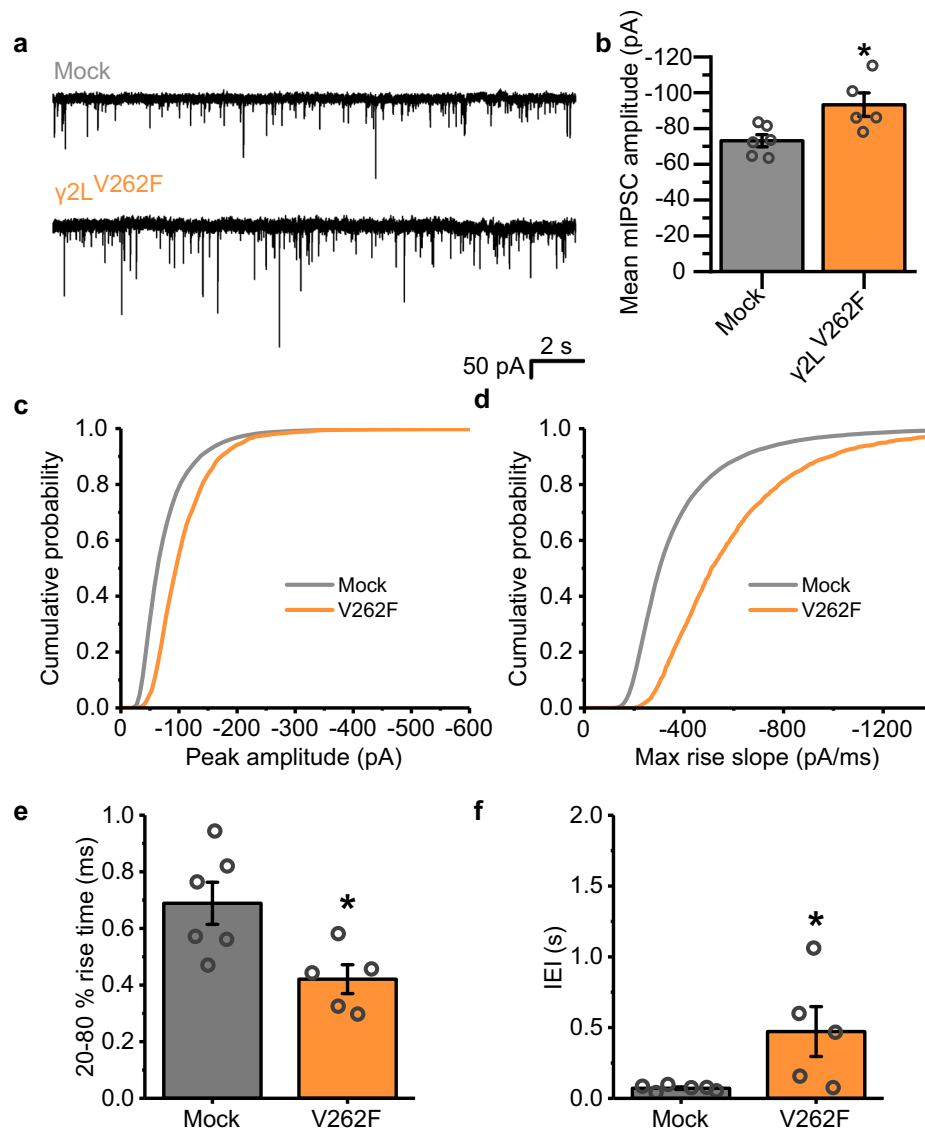 a
Mock
γ2L V262F
50 pA
2 s
b
Mean mIPSC amplitude (pA)
-120
-100
-80
-60
-40
-20
0
*
Mock
γ2L V262F
c
Cumulative probability
1.0
0.8
0.6
0.4
0.2
0.0
Mock
V262F
0 -100 -200 -300 -400 -500 -600
Peak amplitude (pA)
d
Cumulative probability
1.0
0.8
0.6
0.4
0.2
0.0
Mock
V262F
0 -400 -800 -1200
Max rise slope (pA/ms)
e
20-80 % rise time (ms)
1.0
0.8
0.6
0.4
0.2
0.0
*
Mock V262F
f
IEI (s)
2.0
1.5
1.0
0.5
0.0
*
Mock V262F